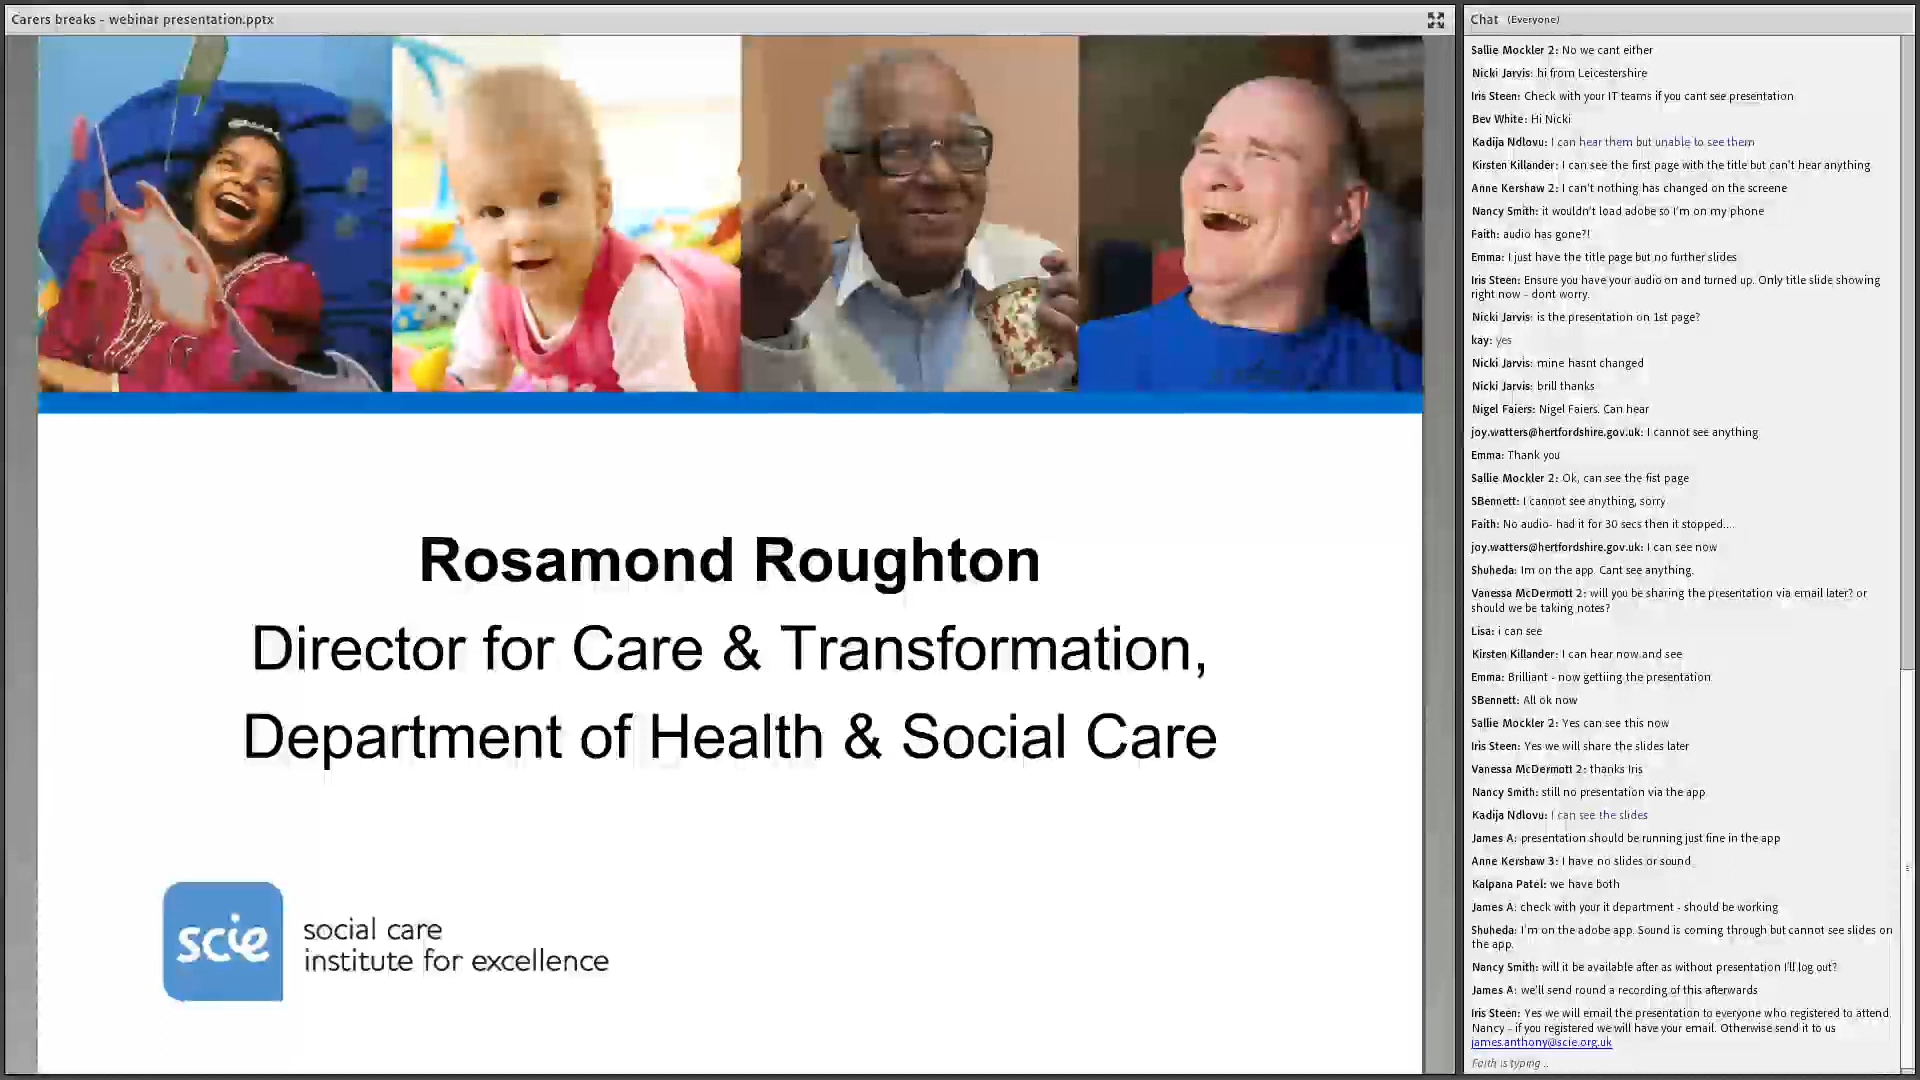 Carers breaks - webinar presentation.pptx
Rosamond Roughton
Director for Care & Transformation,
Department of Health & Social Care
scie
social care
institute for excellence
Chat (Everyone)
Sallie Mockler 2: No we cant either
Nicki Jarvis: hi from Leicestershire
Iris Steen: Check with your IT teams if you cant see presentation
Bev White: Hi Nicki
Kadija Ndlovu: I can hear them but unable to see them
Kirsten Killander: I can see the first page with the title but can't hear anything
Anne Kershaw 2: I can't nothing has changed on the screene
Nancy Smith: it wouldn't load adobe so I'm on my phone
Faith: audio has gone?!
Emma: I just have the title page but no further slides
Iris Steen: Ensure you have your audio on and turned up. Only title slide showing
right now - dont worry.
Nicki Jarvis: is the presentation on 1st page?
kay: yes
Nicki Jarvis: mine hasnt changed
Nicki Jarvis: brill thanks
Nigel Faiers: Nigel Faiers. Can hear
joy.watters@hertfordshire.gov.uk: I cannot see anything
Emma: Thank you
Sallie Mockler 2: Ok, can see the fist page
SBennett: I cannot see anything, sorry
Faith: No audio- had it for 30 secs then it stopped....
joy.watters@hertfordshire.gov.uk: I can see now
Shuheda: Im on the app. Cant see anything.
Vanessa McDermott 2: will you be sharing the presentation via email later? or
should we be taking notes?
Lisa: i can see
Kirsten Killander: I can hear now and see
Emma: Brilliant - now gettiing the presentation
SBennett: All ok now
Sallie Mockler 2: Yes can see this now
Iris Steen: Yes we will share the slides later
Vanessa McDermott 2: thanks Iris
Nancy Smith: still no presentation via the app
Kadija Ndlovu: I can see the slides
James A: presentation should be running just fine in the app
Anne Kershaw 3: I have no slides or sound
Kalpana Patel: we have both
James A: check with your it department - should be working
Shuheda: I'm on the adobe app. Sound is coming through but cannot see slides on
the app.
Nancy Smith: will it be available after as without presentation I'll log out?
James A: we'll send round a recording of this afterwards
Iris Steen: Yes we will email the presentation to everyone who registered to attend.
Nancy - if you registered we will have your email. Otherwise send it to us
james.anthony@scie.org.uk
Faith is typing ..